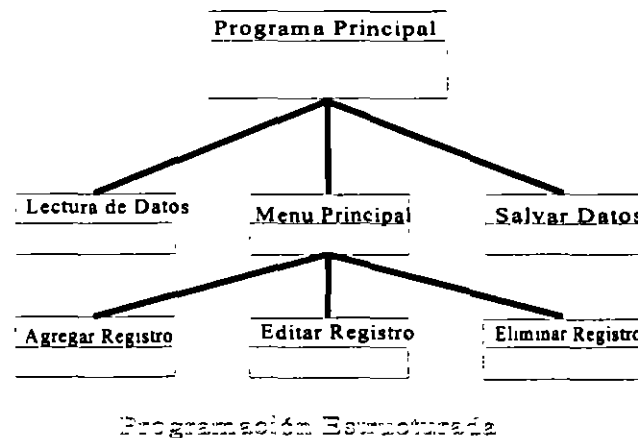 Programa Principal
Lectura de Datos
Menu Principal
Salvar Datos
Agregar Registro
Editar Registro
Eliminar Registro
Programación Estructurada